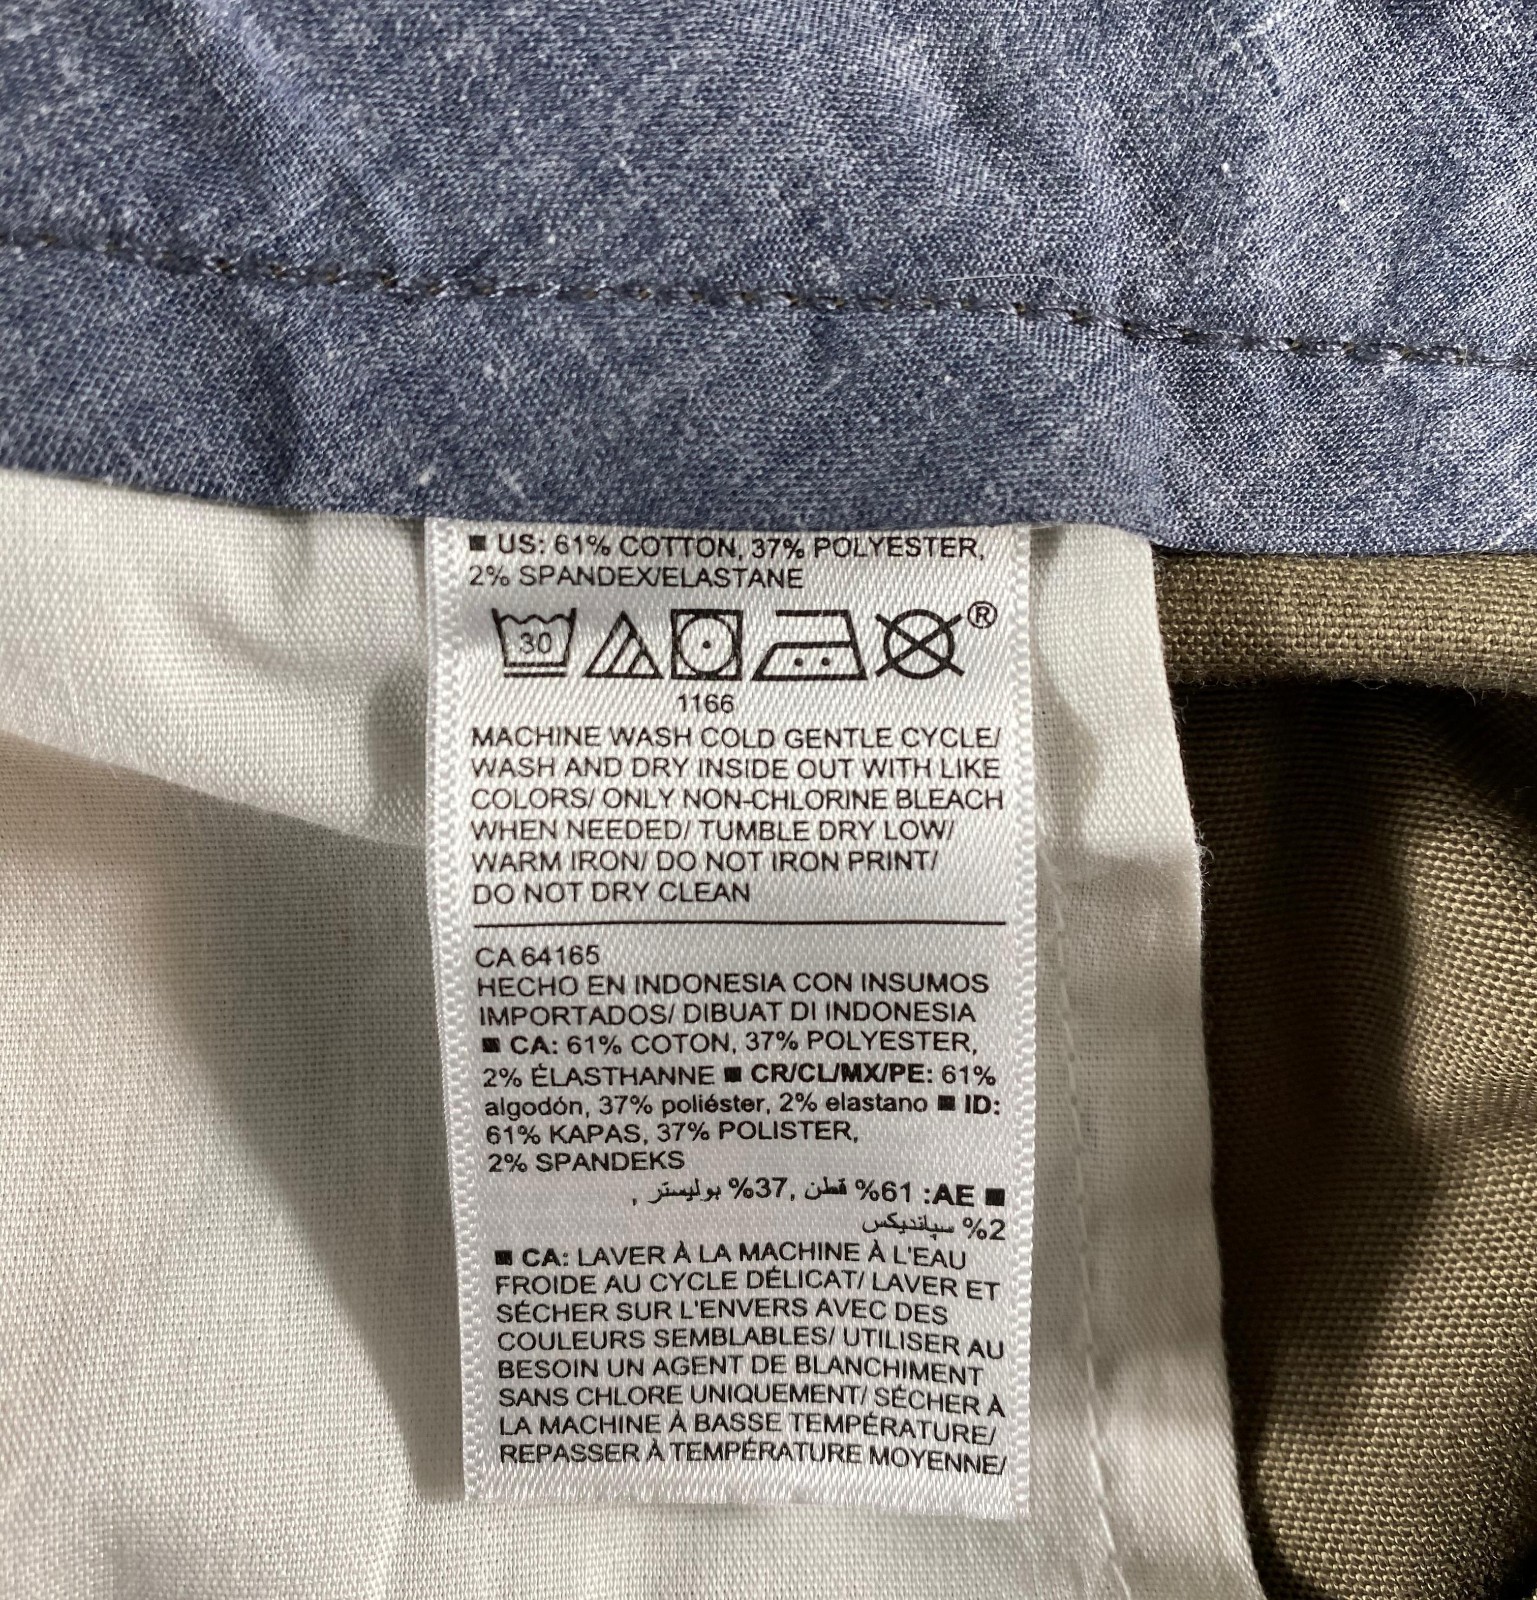 ■ US: 61% COTTON, 37% POLYESTER,
2% SPANDEX/ELASTANE
30
®
1166
MACHINE WASH COLD GENTLE CYCLE/
WASH AND DRY INSIDE OUT WITH LIKE
COLORS/ ONLY NON-CHLORINE BLEACH
WHEN NEEDED/ TUMBLE DRY LOW/
WARM IRON/ DO NOT IRON PRINT/
DO NOT DRY CLEAN
CA 64165
HECHO EN INDONESIA CON INSUMOS
IMPORTADOS/ DIBUAT DI INDONESIA
■ CA: 61% COTON, 37% POLYESTER,
2% ÉLASTHANNE ■ CR/CL/MX/PE: 61%
algodón, 37% poliéster, 2% elastano ■ ID:
61% KAPAS, 37% POLISTER,
2% SPANDEKS
■ AE: 61% قطن, 37% بوليستر ,
2% سپانديكس
■ CA: LAVER À LA MACHINE À L'EAU
FROIDE AU CYCLE DÉLICAT/ LAVER ET
SÉCHER SUR L'ENVERS AVEC DES
COULEURS SEMBLABLES/ UTILISER AU
BESOIN UN AGENT DE BLANCHIMENT
SANS CHLORE UNIQUEMENT/ SÉCHER À
LA MACHINE À BASSE TEMPÉRATURE/
REPASSER À TEMPÉRATURE MOYENNE/